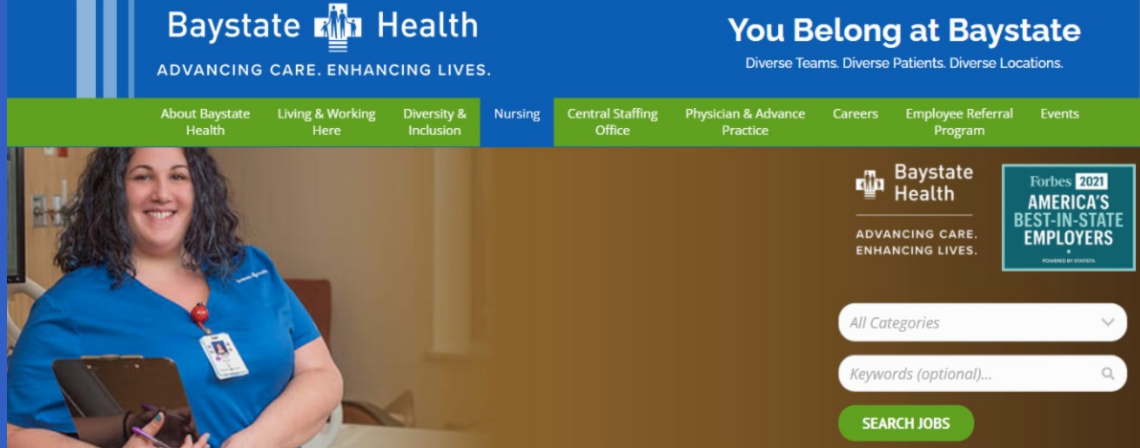 Baystate Health
ADVANCING CARE. ENHANCING LIVES.
You Belong at Baystate
Diverse Teams. Diverse Patients. Diverse Locations.
About Baystate
Health
Living & Working
Here
Diversity &
Inclusion
Nursing
Central Staffing
Office
Physician & Advance
Practice
Careers
Employee Referral
Program
Events
Baystate
Health
ADVANCING CARE.
ENHANCING LIVES.
Forbes 2021
AMERICA'S
BEST-IN-STATE
EMPLOYERS
POWERED BY STATISTA
All Categories
Keywords (optional)...
SEARCH JOBS